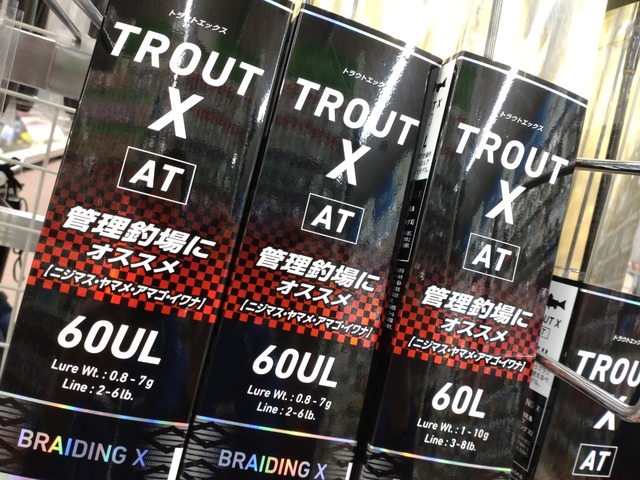 トラウトエックス
TROUT
X
AT
管理釣場に
オススメ
[ニジマス・ヤマメ・アマゴ・イワナ]
60UL
Lure Wt. : 0.8-7g
Line : 2-6lb.
BRAIDING X
トラウトエックス
TROUT
X
AT
管理釣場に
オススメ
[ニジマス・ヤマメ・アマゴ・イワナ]
60UL
Lure Wt. : 0.8-7g
Line : 2-6lb.
BRAIDING X
トラウトエックス
TROUT
X
AT
管理釣場に
オススメ
[ニジマス・ヤマメ・アマゴ・イワナ]
60L
Lure Wt. : 1-10g
Line : 3-8lb.
トラウトエ
TROU
X
AT